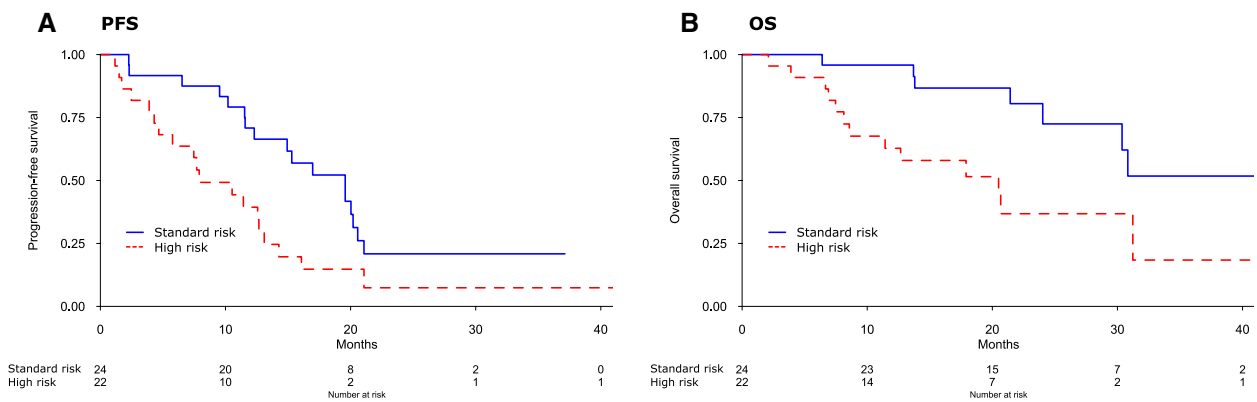 A PFS
1.00
0.75
0.50
0.25
0.00
Progression-free survival
Standard risk
High risk
0 10 20 30 40
Months
Standard risk 24 20 8 2 0
High risk 22 10 2 1 1
Number at risk
B OS
1.00
0.75
0.50
0.25
0.00
Overall survival
Standard risk
High risk
0 10 20 30 40
Months
Standard risk 24 23 15 7 2
High risk 22 14 7 2 1
Number at risk